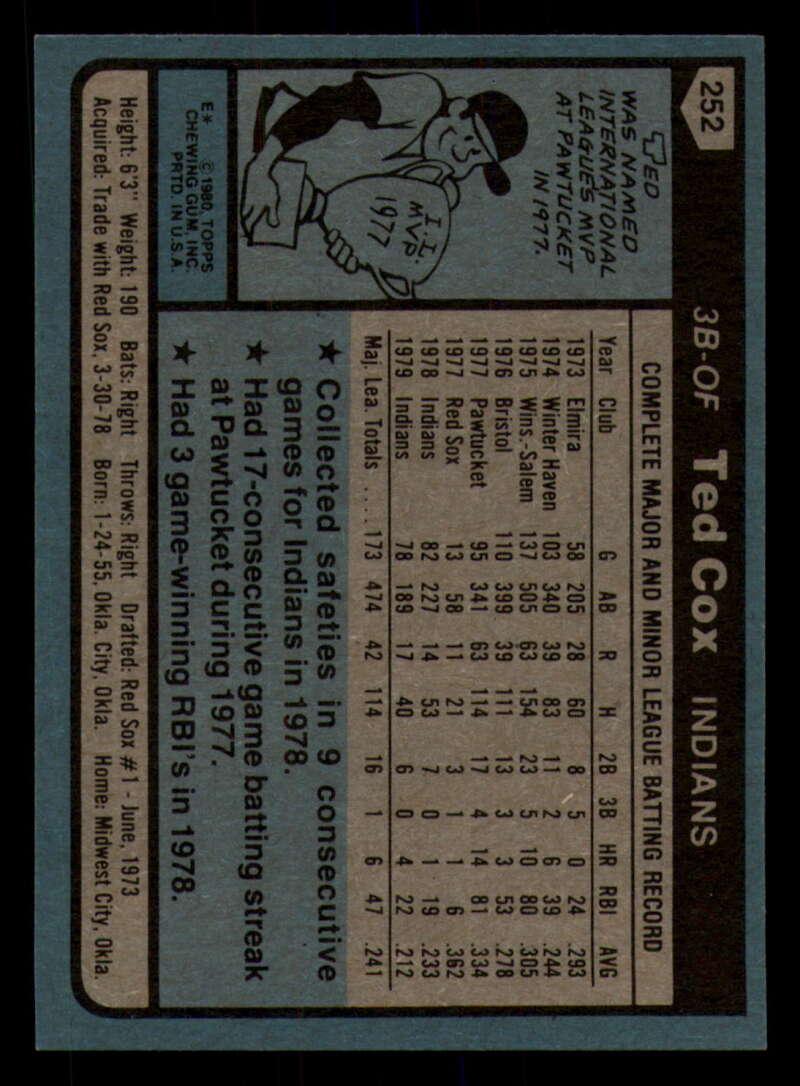 252
3B-OF Ted Cox INDIANS
TED
WAS NAMED
INTERNATIONAL
LEAGUE'S MVP
AT PAWTUCKET
IN 1977.
I.L.
MVP.
1977
E* © 1980, TOPPS
CHEWING GUM, INC.
PRTD. IN U.S.A.
COMPLETE MAJOR AND MINOR LEAGUE BATTING RECORD
Year Club G AB R H 2B 3B HR RBI AVG
1973 Elmira 58 205 28 60 8 5 0 24 .293
1974 Winter Haven 103 340 39 83 11 2 6 39 .244
1975 Wins.-Salem 137 505 63 154 23 5 10 80 .305
1976 Bristol 110 399 39 111 13 3 3 53 .278
1977 Pawtucket 95 341 63 114 17 4 14 81 .334
1977 Red Sox 13 58 11 21 3 1 1 6 .362
1978 Indians 82 227 14 53 7 0 1 19 .233
1979 Indians 78 189 17 40 6 0 4 22 .212
Maj. Lea. Totals .... 173 474 42 114 16 1 6 47 .241
★ Collected safeties in 9 consecutive
games for Indians in 1978.
★ Had 17-consecutive game batting streak
at Pawtucket during 1977.
★ Had 3 game-winning RBI's in 1978.
Height: 6'3" Weight: 190 Bats: Right Throws: Right Drafted: Red Sox #1 - June, 1973
Acquired: Trade with Red Sox, 3-30-78 Born: 1-24-55, Okla. City, Okla. Home: Midwest City, Okla.